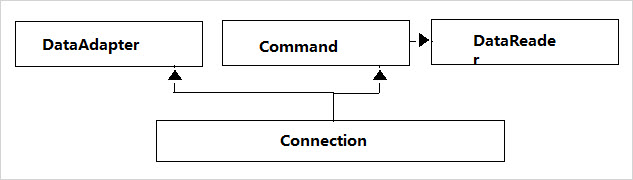 DataAdapter
Command
DataReade
r
Connection